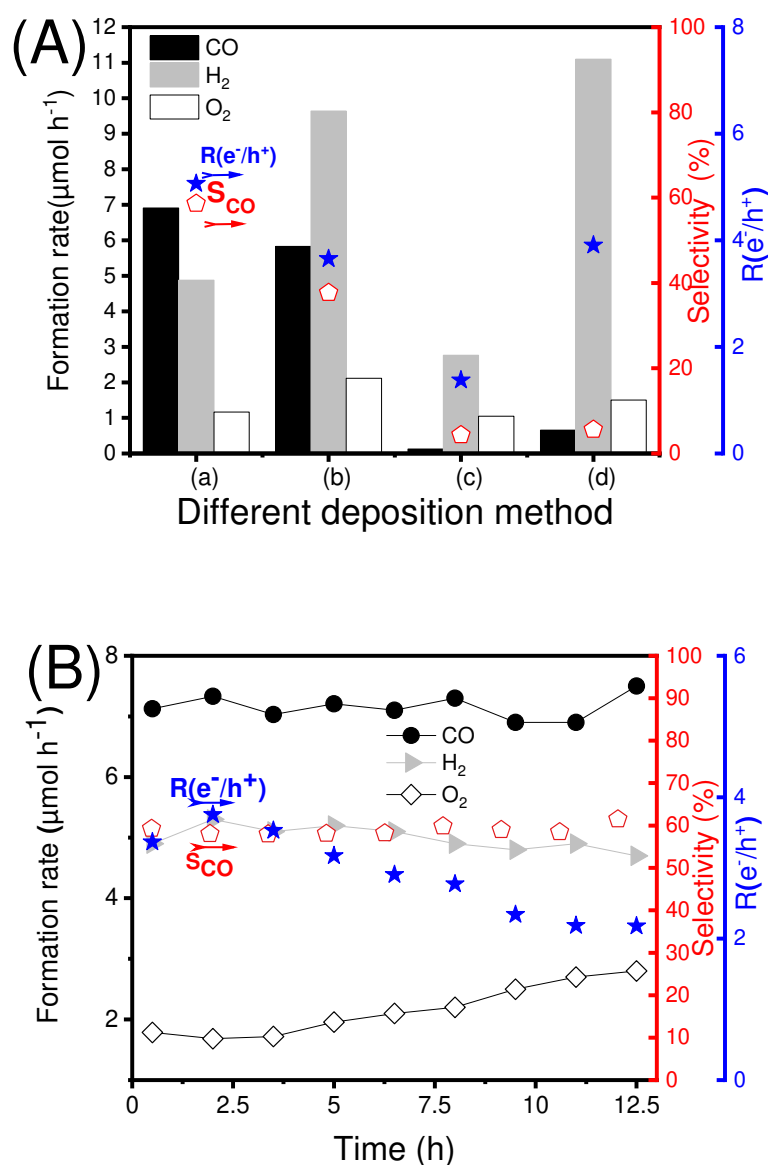 (A)
12
11
10
9
8
7
6
5
4
3
2
1
0
Formation rate(μmol h⁻¹)
CO
H₂
O₂
R(e⁻/h⁺)
S_CO
(a)
(b)
(c)
(d)
Different deposition method
100
80
60
40
20
0
Selectivity (%)
8
6
4
2
0
R(e⁻/h⁺)
(B)
8
6
4
2
Formation rate (μmol h⁻¹)
CO
H₂
O₂
R(e⁻/h⁺)
S_CO
0
2.5
5
7.5
10
12.5
Time (h)
100
90
80
70
60
50
40
30
20
10
0
Selectivity (%)
6
4
2
0
R(e⁻/h⁺)